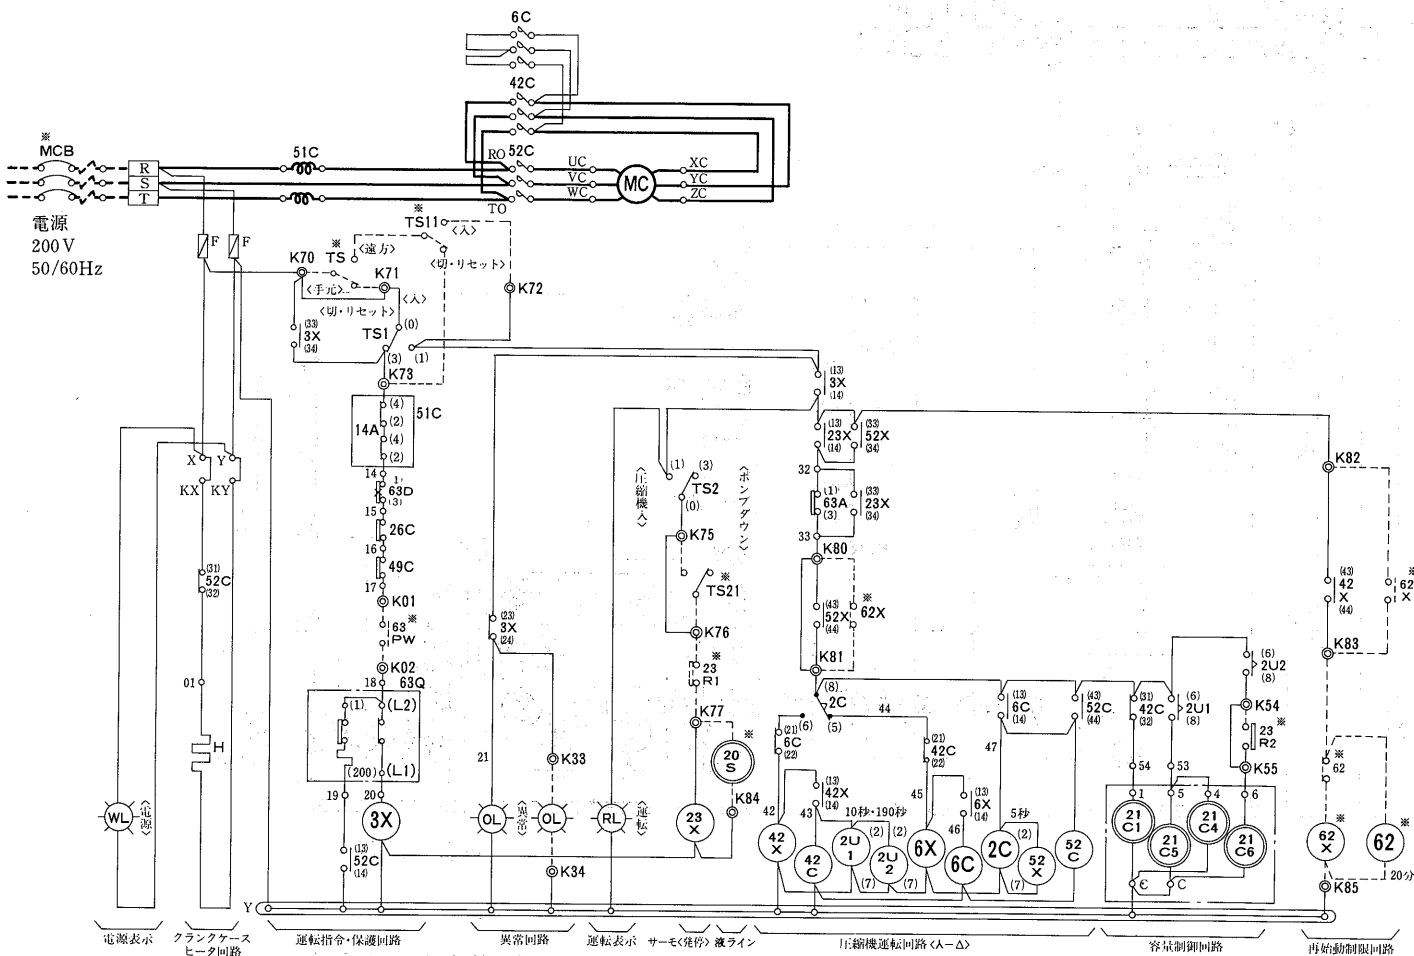 6C
42C
※
MCB
51C
RO
52C
UC
XC
R
S
T
VC
MC
YC
WC
ZC
TO
電源
200V
50/60Hz
F
F
※
TS11
〈入〉
※
TS
〈遠方〉
K70
〈切・リセット〉
K71
〈手元〉
〈入〉
K72
〈切・リセット〉
(33)
3X
(34)
TS1
(0)
(3)
(1)
K73
(13)
3X
(14)
51C
(4)
(2)
14A
(4)
(2)
(13)
23X
(14)
(33)
52X
(34)
X
Y
KX
KY
14
(1)
63D
(3)
15
26C
16
49C
17
K01
〈圧縮機入〉
(1)
(3)
TS2
(0)
〈ポンプダウン〉
K75
32
(1)
63A
(3)
(33)
23X
(34)
33
K80
K82
(31)
52C
(32)
※
TS21
63
※
PW
K02
18
63Q
(23)
3X
(24)
K76
※
23
R1
K77
(43)
52X
(44)
※
62X
K81
(43)
42
X
(44)
※
62
X
K83
01
H
(1)
(L2)
(200)
(L1)
19
20
3X
21
K33
※
20
S
K84
(8)
2C
(6)
(5)
44
(21)
6C
(22)
(21)
42C
(22)
(13)
6C
(14)
47
(43)
52C
(44)
(31)
42C
(32)
(6)
2U1
(8)
(6)
2U2
(8)
K54
23
※
R2
K55
54
53
1
5
4
6
※
62
WL
〈電源〉
(13)
52C
(14)
OL
〈異常〉
OL
RL
〈運転〉
23
X
K34
42
(13)
42X
(14)
43
10秒・190秒
45
(13)
6X
(14)
46
5秒
42
X
42
C
2U
1
(2)
2U
2
(2)
(7)
(7)
6X
6C
2C
(2)
52
X
(7)
52
C
21
C1
21
C5
21
C4
21
C6
C
C
※
62
X
※
62
20分
K85
Y
電源表示
クランクケース
ヒータ回路
運転指令・保護回路
異常回路
運転表示
サーモ〈発停〉
液ライン
圧縮機運転回路〈人-△〉
容量制御回路
再始動制限回路